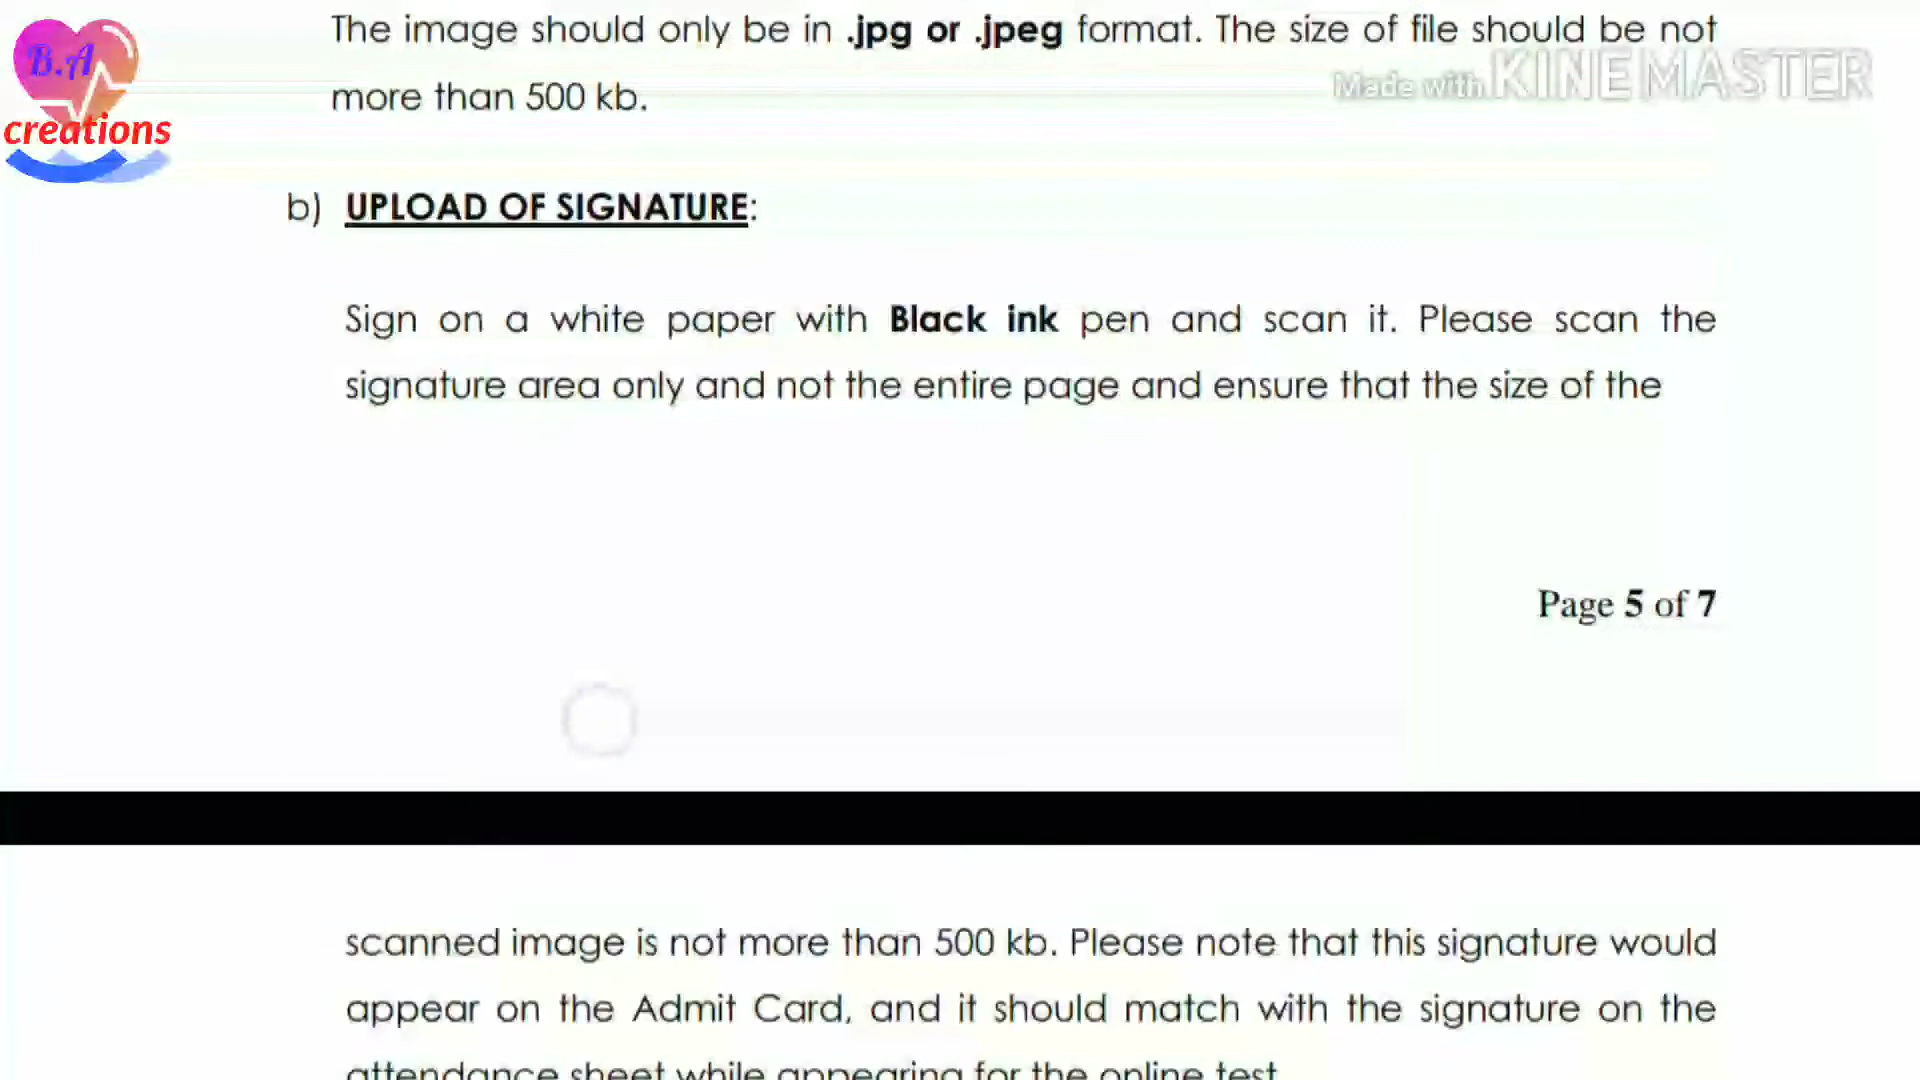 The image should only be in .jpg or .jpeg format. The size of file should be not
more than 500 kb.
B.A
creations
Made with KINEMASTER
b) UPLOAD OF SIGNATURE:
Sign on a white paper with Black ink pen and scan it. Please scan the
signature area only and not the entire page and ensure that the size of the
Page 5 of 7
scanned image is not more than 500 kb. Please note that this signature would
appear on the Admit Card, and it should match with the signature on the
attendance sheet while appearing for the online test.